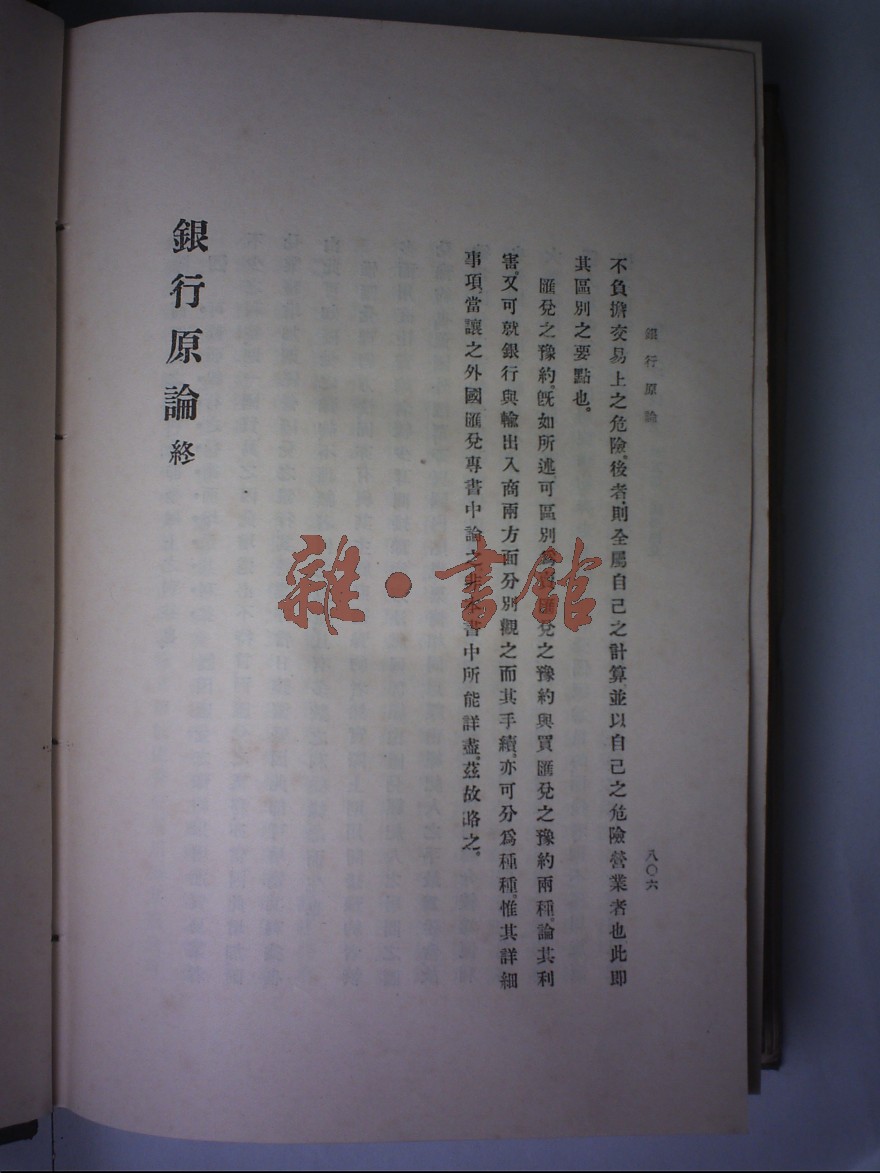 銀行原論
八〇六
不負擔交易上之危險。後者、則全屬自己之計算並以自己之危險營業者也此即
其區別之要點也。
匯兌之豫約。旣如所述可區別爲匯兌之豫約與買匯兌之豫約兩種。論其利
害。又可就銀行與輸出入商兩方面分別觀之而其手續。亦可分爲種種。惟其詳細
事項。當讓之外國匯兌專書中論之非本書中所能詳盡。茲故略之。
銀行原論 終
雜·書館